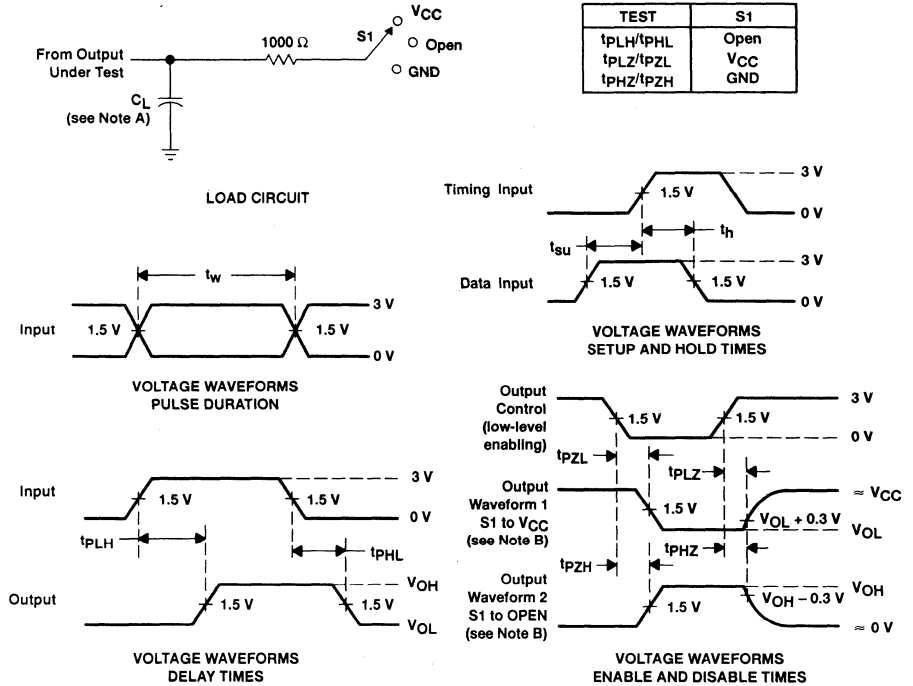 VCC
S1
Open
GND
1000 Ω
From Output
Under Test
CL
(see Note A)
LOAD CIRCUIT
TEST S1
tPLH/tPHL Open
tPLZ/tPZL VCC
tPHZ/tPZH GND
Timing Input
1.5 V
3 V
0 V
tsu
th
Data Input
1.5 V
1.5 V
3 V
0 V
VOLTAGE WAVEFORMS
SETUP AND HOLD TIMES
tw
Input
1.5 V
1.5 V
3 V
0 V
VOLTAGE WAVEFORMS
PULSE DURATION
Input
1.5 V
1.5 V
3 V
0 V
tPLH
tPHL
Output
1.5 V
1.5 V
VOH
VOL
VOLTAGE WAVEFORMS
DELAY TIMES
Output
Control
(low-level
enabling)
1.5 V
1.5 V
3 V
0 V
tPZL
tPLZ
Output
Waveform 1
S1 to VCC
(see Note B)
1.5 V
≈ VCC
VOL + 0.3 V
VOL
tPZH
tPHZ
Output
Waveform 2
S1 to OPEN
(see Note B)
1.5 V
VOH
VOH – 0.3 V
≈ 0 V
VOLTAGE WAVEFORMS
ENABLE AND DISABLE TIMES